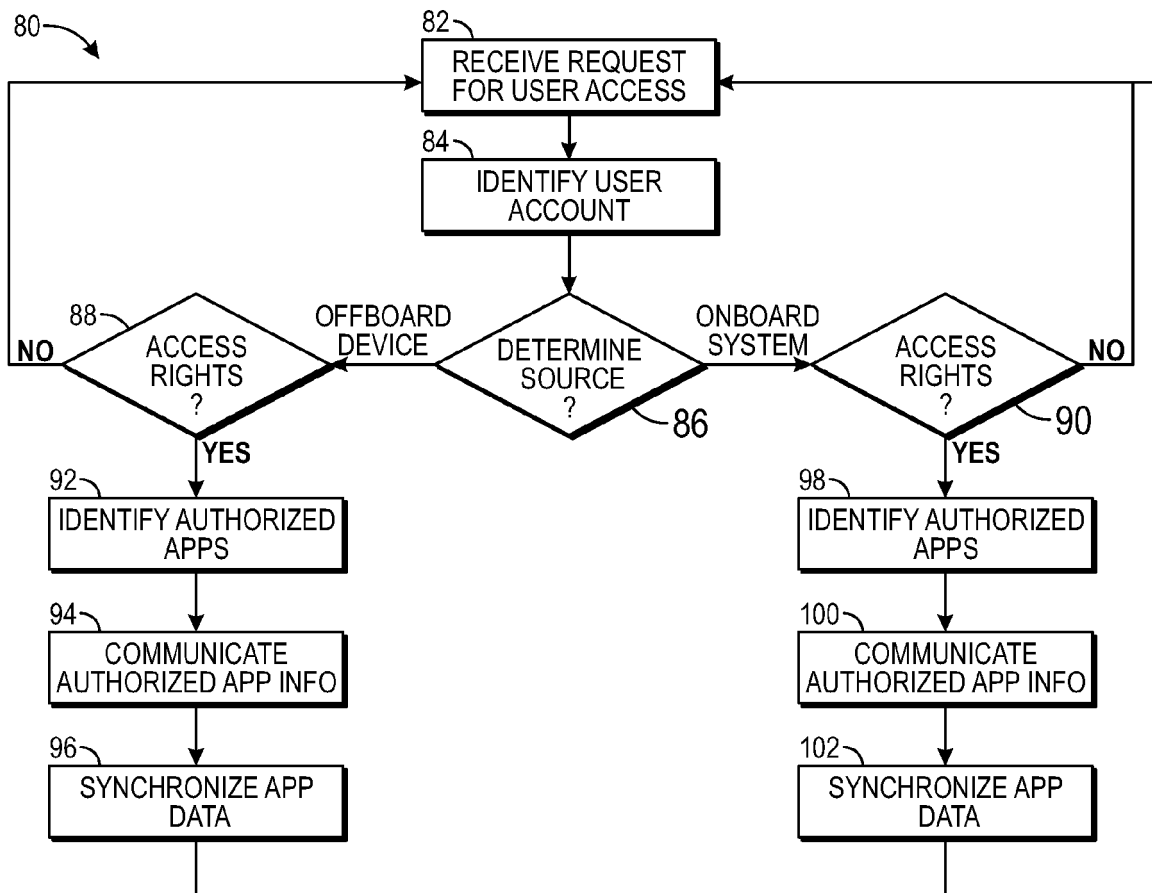 80
82
RECEIVE REQUEST
FOR USER ACCESS
84
IDENTIFY USER
ACCOUNT
88
NO
ACCESS
RIGHTS
?
YES
OFFBOARD
DEVICE
DETERMINE
SOURCE
?
86
ONBOARD
SYSTEM
ACCESS
RIGHTS
?
NO
90
YES
92
IDENTIFY AUTHORIZED
APPS
94
COMMUNICATE
AUTHORIZED APP INFO
96
SYNCHRONIZE APP
DATA
98
IDENTIFY AUTHORIZED
APPS
100
COMMUNICATE
AUTHORIZED APP INFO
102
SYNCHRONIZE APP
DATA